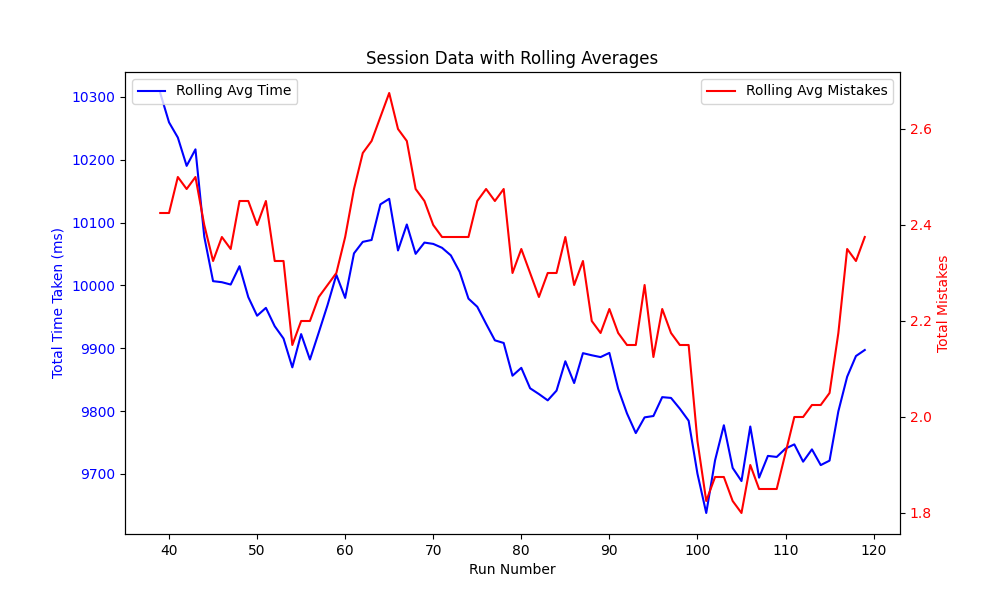 Session Data with Rolling Averages
Rolling Avg Time
Rolling Avg Mistakes
10300
10200
10100
10000
9900
9800
9700
Total Time Taken (ms)
2.6
2.4
2.2
2.0
1.8
Total Mistakes
40 50 60 70 80 90 100 110 120
Run Number